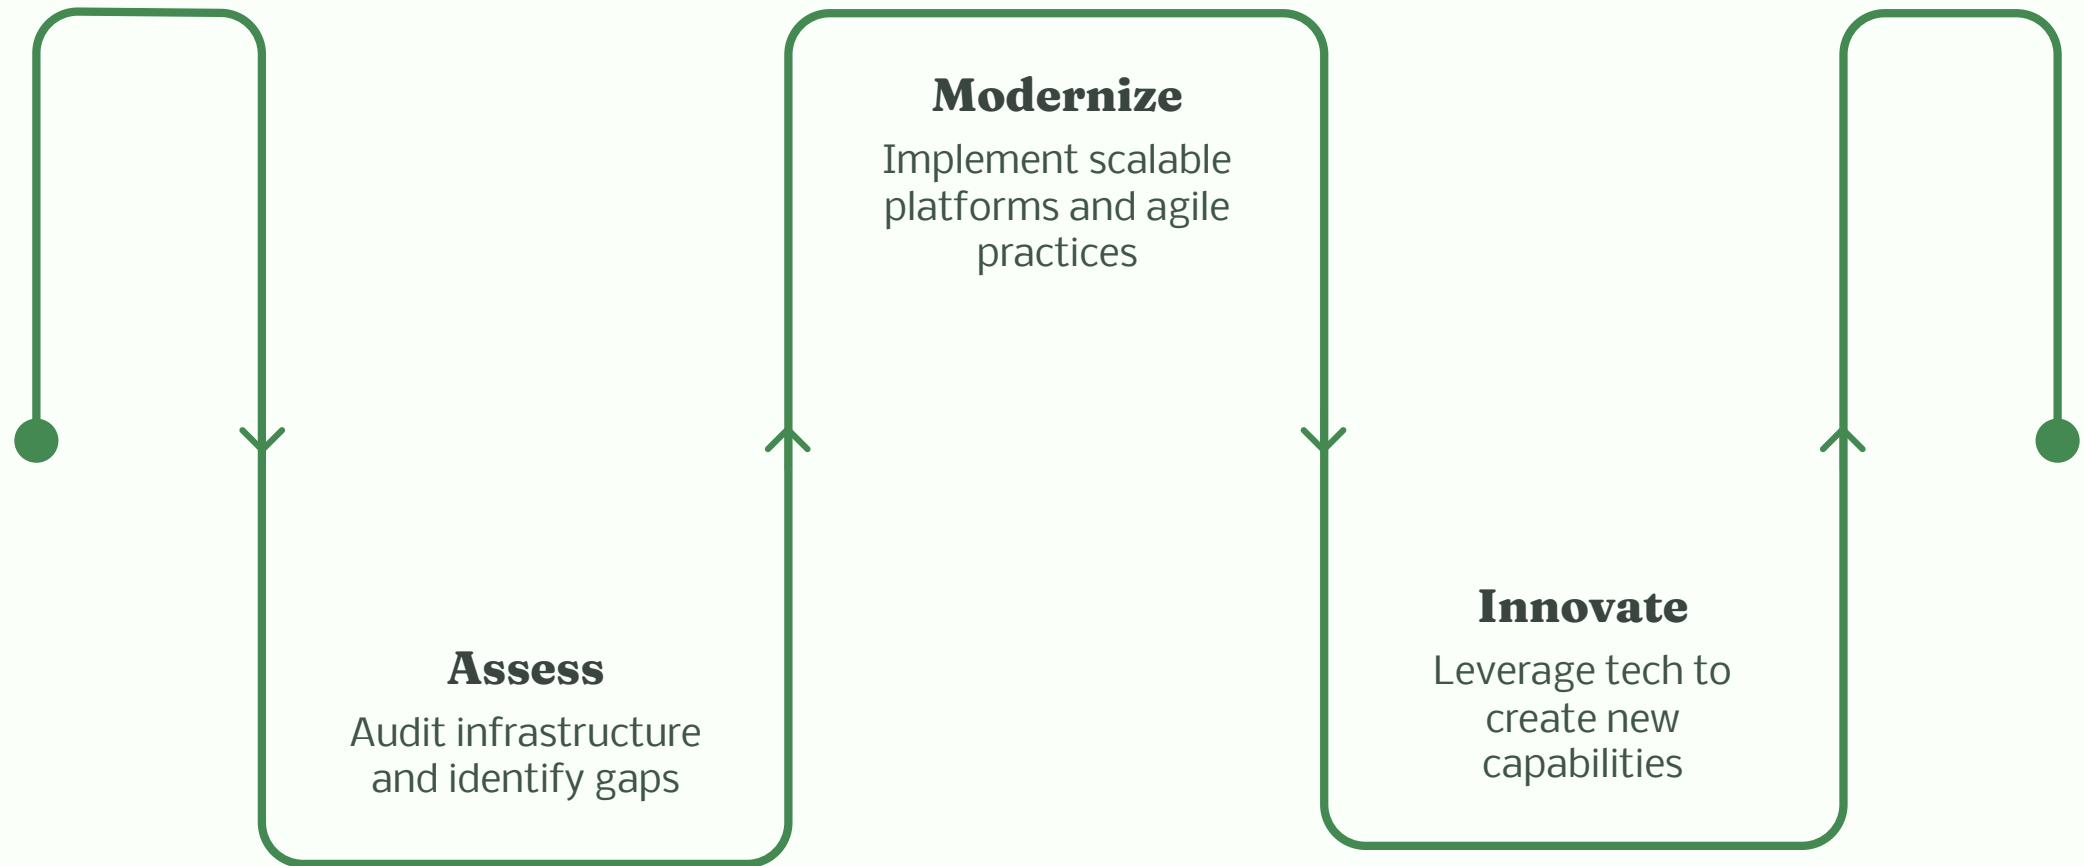 Assess
Audit infrastructure
and identify gaps
Modernize
Implement scalable
platforms and agile
practices
Innovate
Leverage tech to
create new
capabilities